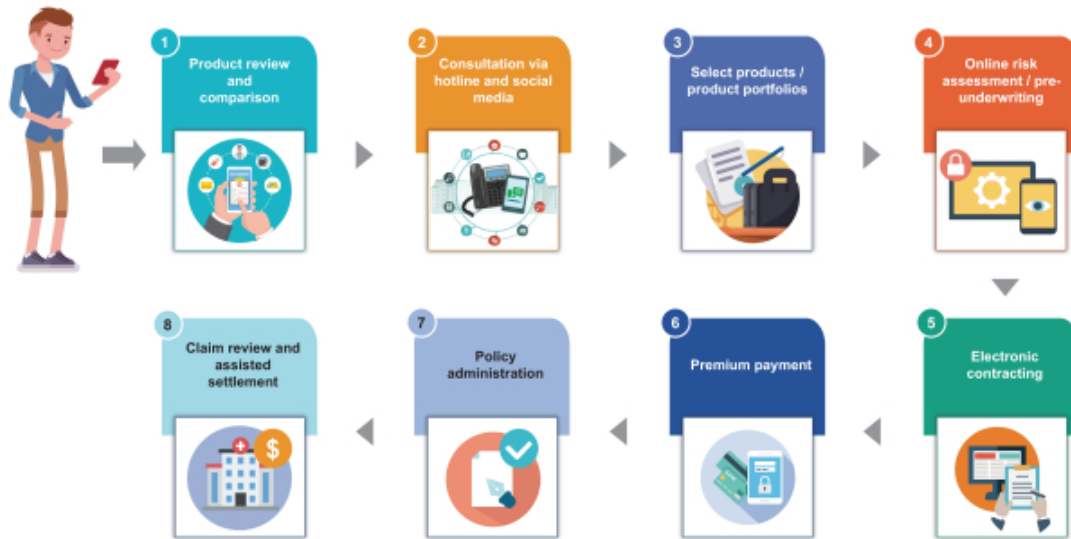 1
Product review
and
comparison
2
Consultation via
hotline and social
media
3
Select products /
product portfolios
4
Online risk
assessment / pre-
underwriting
5
Electronic
contracting
6
Premium payment
7
Policy
administration
8
Claim review and
assisted
settlement
$